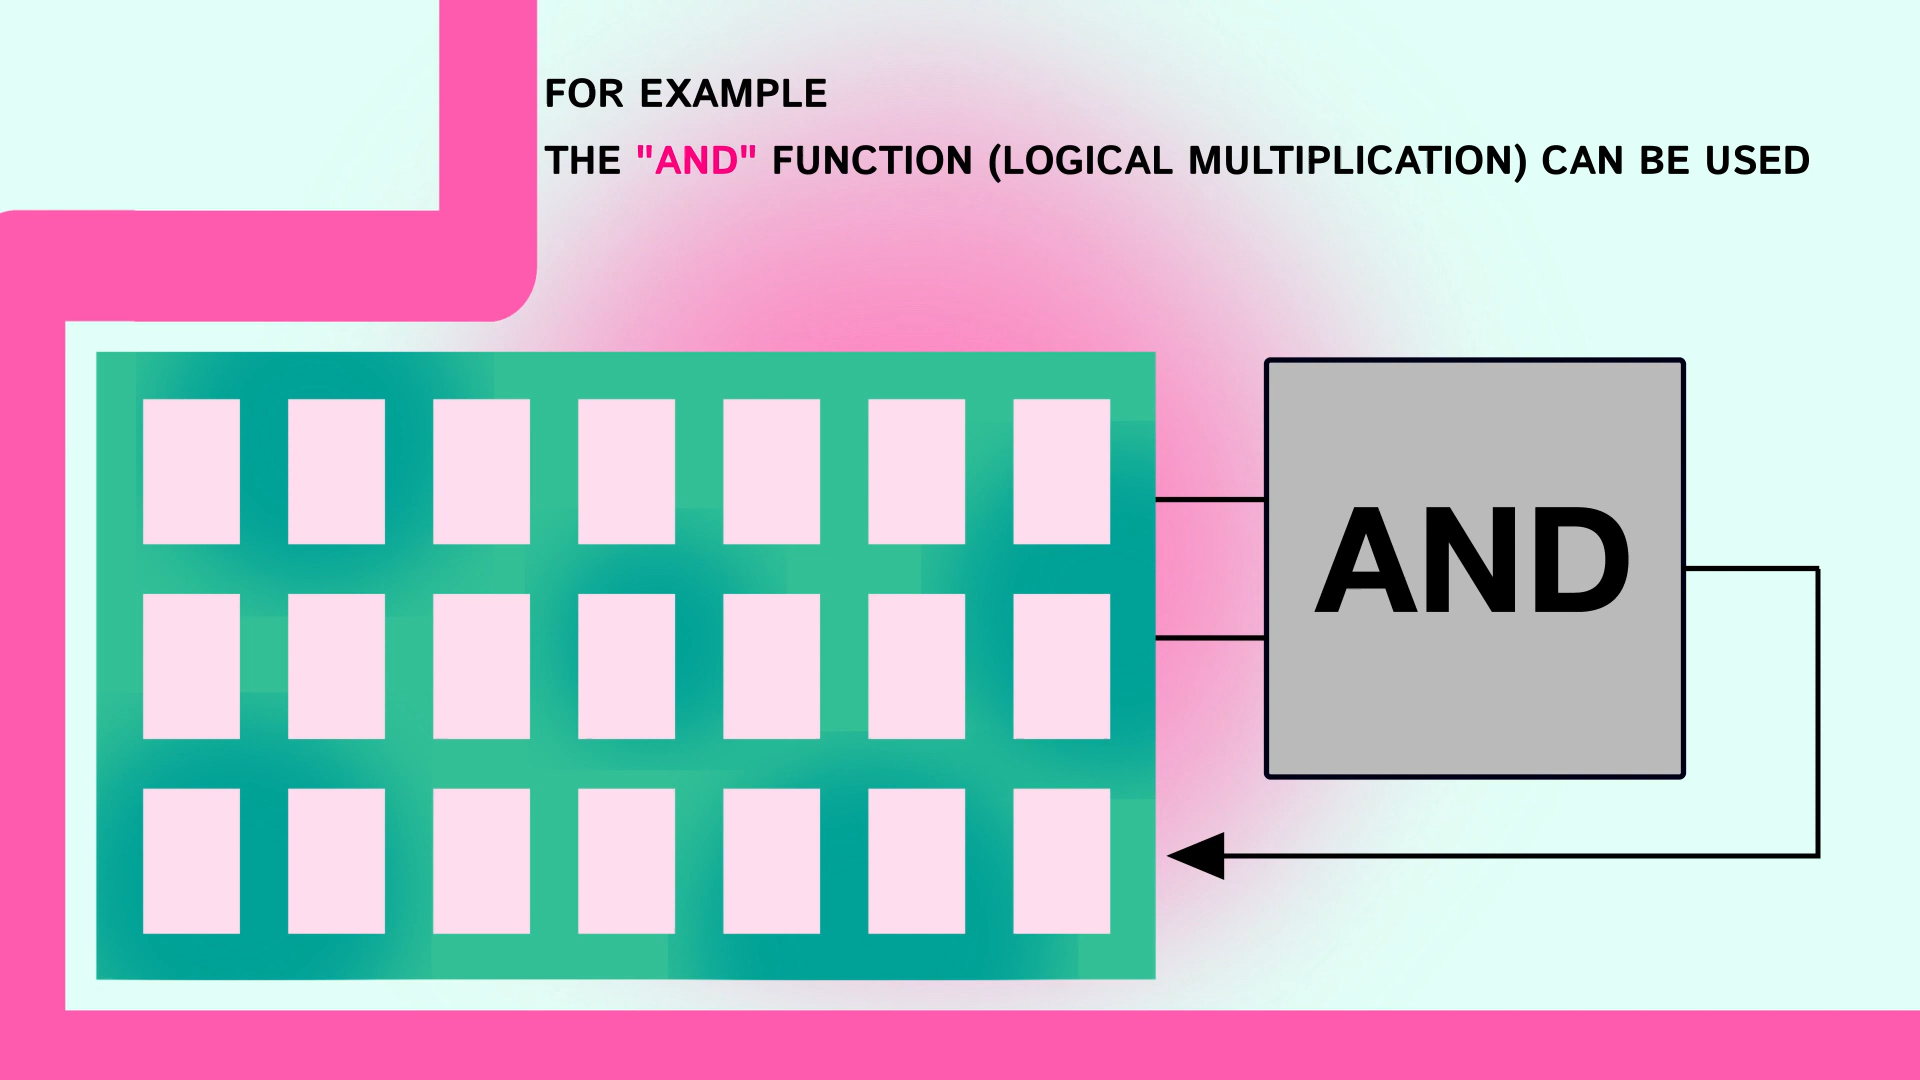 FOR EXAMPLE
THE "AND" FUNCTION (LOGICAL MULTIPLICATION) CAN BE USED
AND